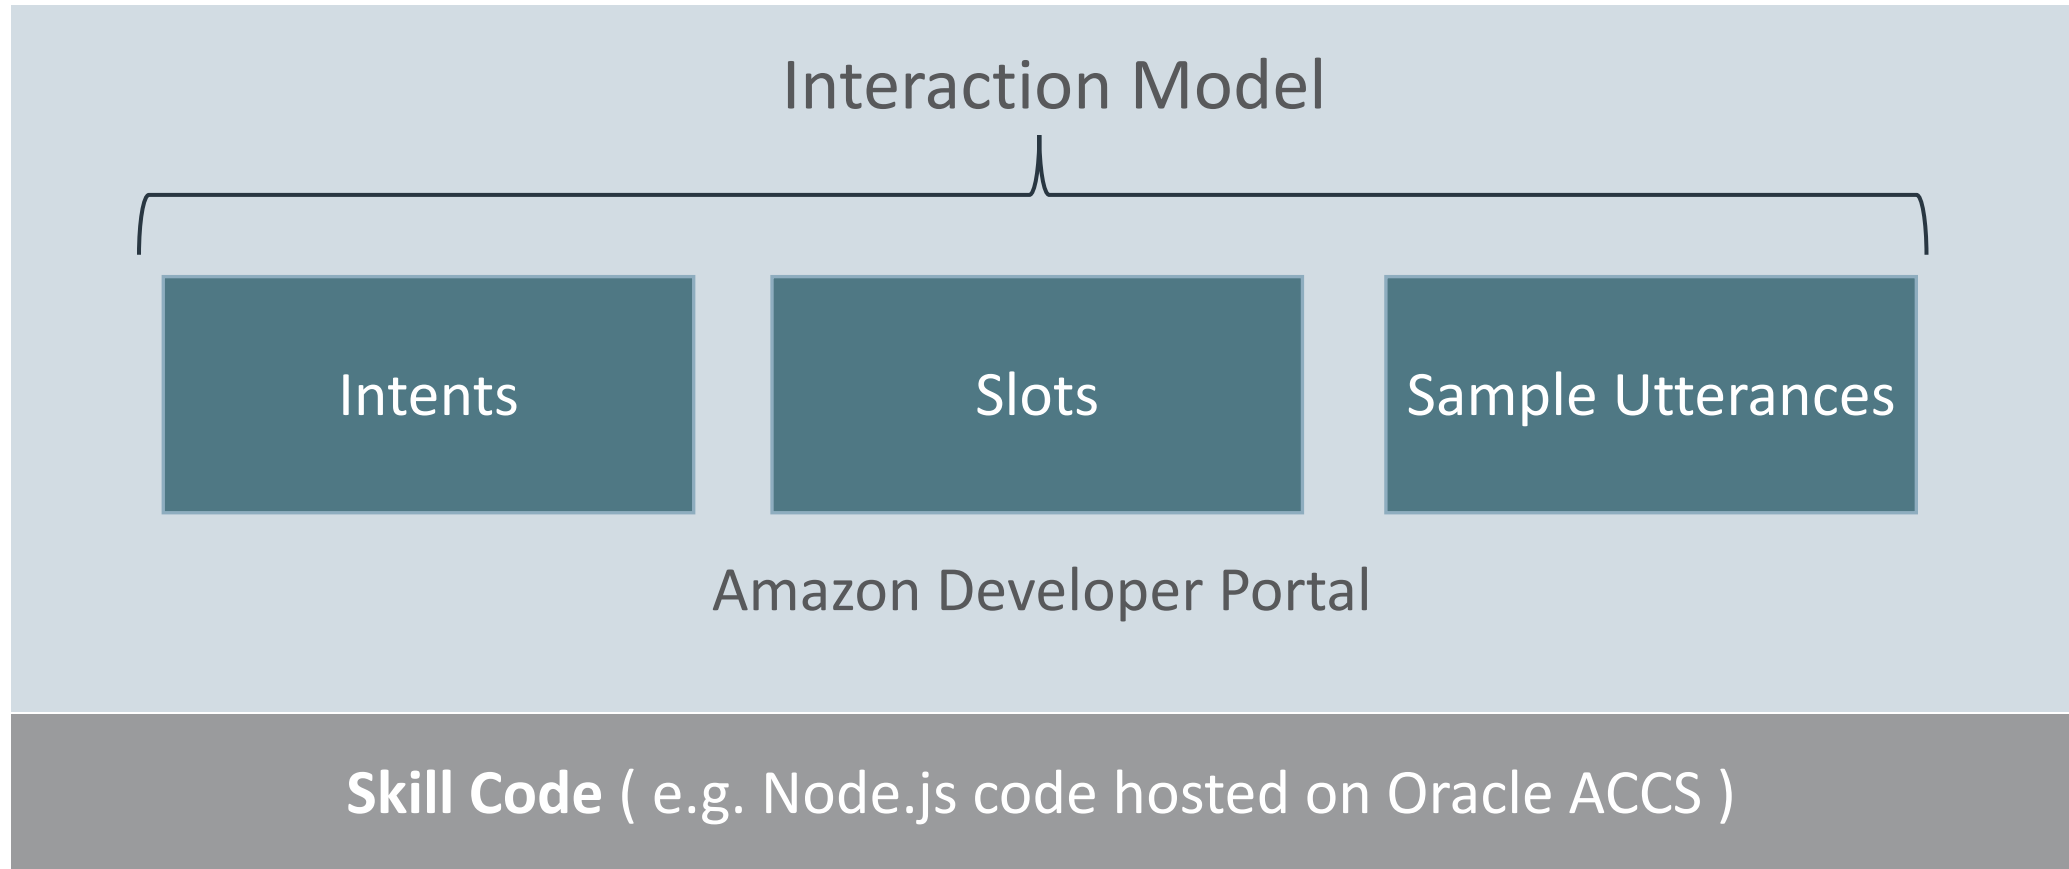 Interaction Model
Intents
Slots
Sample Utterances
Amazon Developer Portal
Skill Code ( e.g. Node.js code hosted on Oracle ACCS )